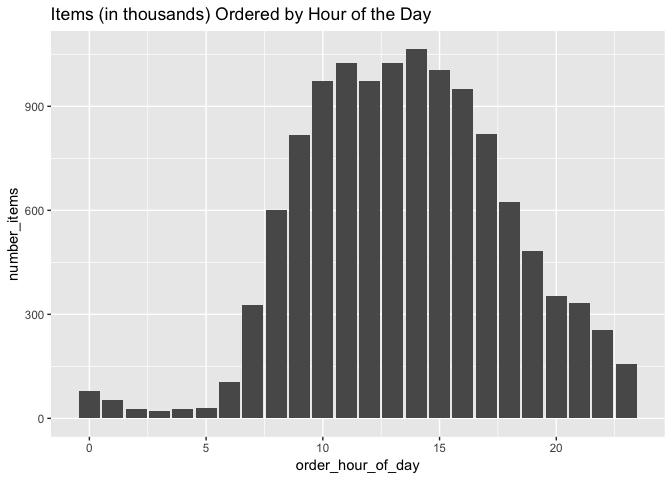 Items (in thousands) Ordered by Hour of the Day
number_items
900
600
300
0
0 5 10 15 20
order_hour_of_day